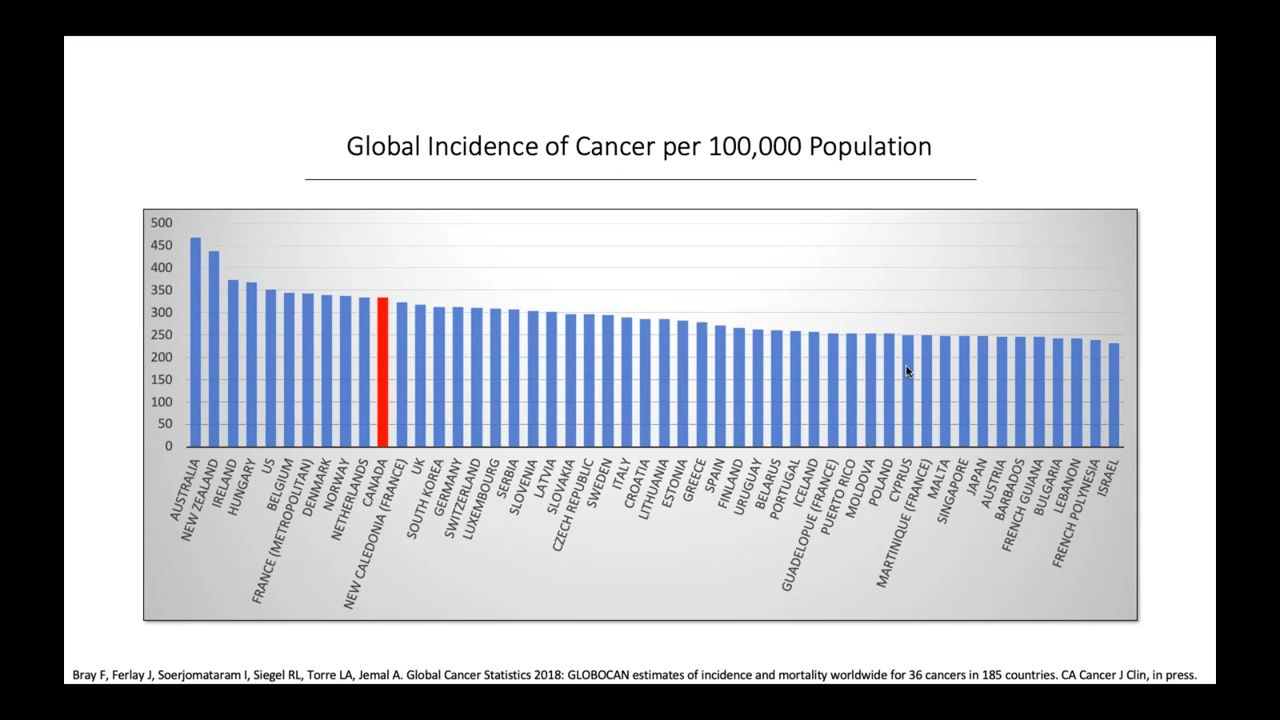 Global Incidence of Cancer per 100,000 Population
500
450
400
350
300
250
200
150
100
50
0
AUSTRALIA
NEW ZEALAND
IRELAND
HUNGARY
US
BELGIUM
FRANCE (METROPOLITAN)
DENMARK
NORWAY
NETHERLANDS
CANADA
NEW CALEDONIA (FRANCE)
UK
SOUTH KOREA
GERMANY
SWITZERLAND
LUXEMBOURG
SERBIA
SLOVENIA
LATVIA
SLOVAKIA
CZECH REPUBLIC
SWEDEN
ITALY
CROATIA
LITHUANIA
ESTONIA
GREECE
SPAIN
FINLAND
URUGUAY
BELARUS
PORTUGAL
ICELAND
GUADELOPUE (FRANCE)
PUERTO RICO
MOLDOVA
POLAND
CYPRUS
MARTINIQUE (FRANCE)
MALTA
SINGAPORE
JAPAN
AUSTRIA
BARBADOS
FRENCH GUIANA
BULGARIA
LEBANON
FRENCH POLYNESIA
ISRAEL
Bray F, Ferlay J, Soerjomataram I, Siegel RL, Torre LA, Jemal A. Global Cancer Statistics 2018: GLOBOCAN estimates of incidence and mortality worldwide for 36 cancers in 185 countries. CA Cancer J Clin, in press.